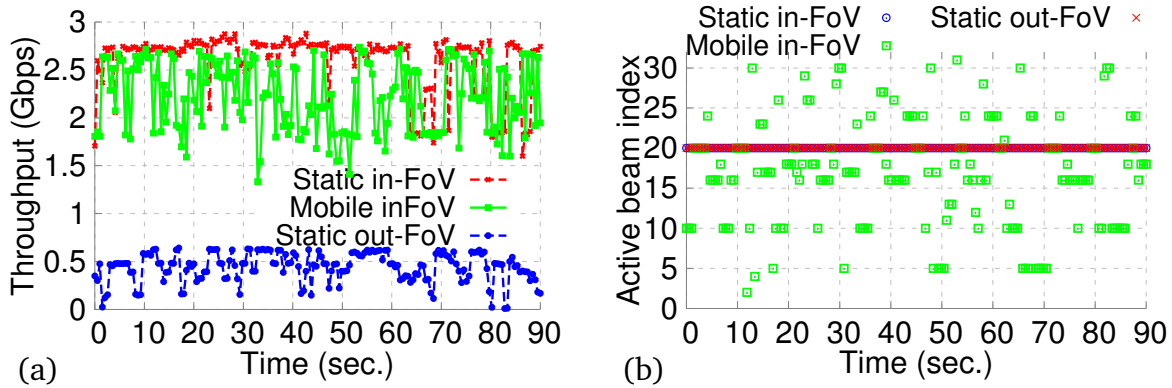 3
2.5
2
1.5
1
0.5
0
Throughput (Gbps)
Static in-FoV
Mobile inFoV
Static out-FoV
0 10 20 30 40 50 60 70 80 90
Time (sec.)
(a)
Static in-FoV Static out-FoV
Mobile in-FoV
30
25
20
15
10
5
0
Active beam index
0 10 20 30 40 50 60 70 80 90
Time (sec.)
(b)